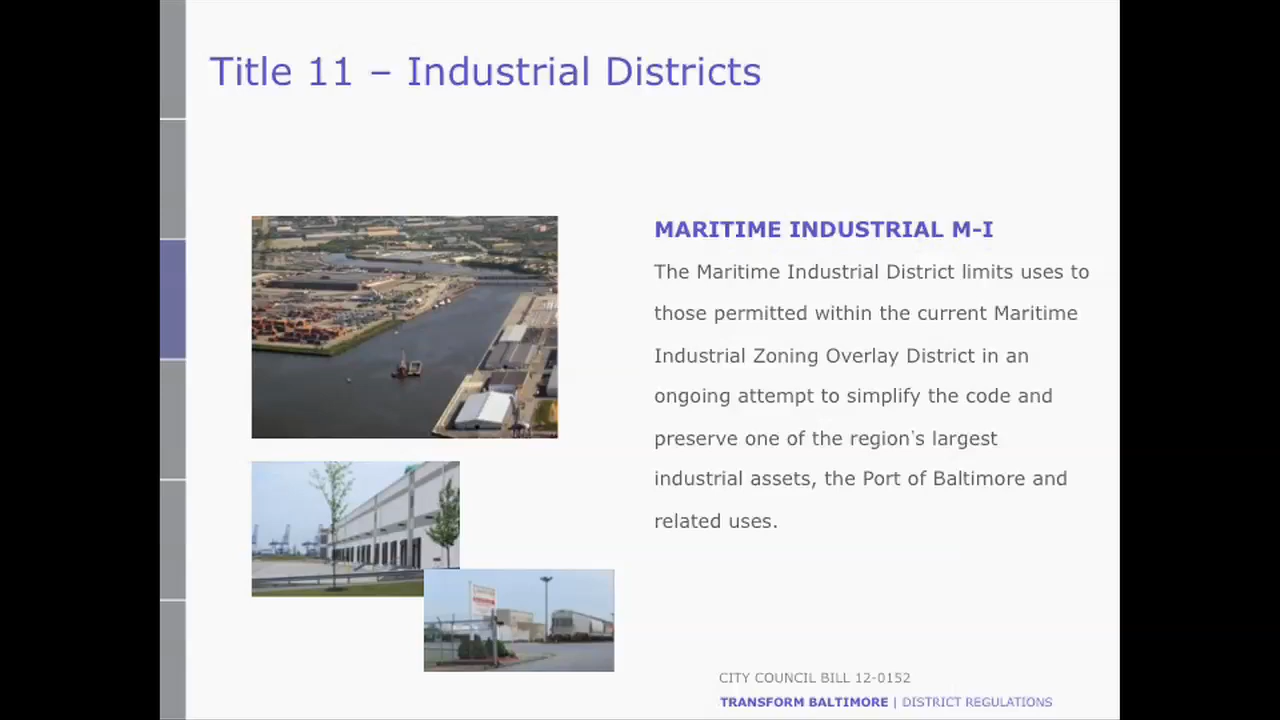 Title 11 – Industrial Districts
MARITIME INDUSTRIAL M-I
The Maritime Industrial District limits uses to
those permitted within the current Maritime
Industrial Zoning Overlay District in an
ongoing attempt to simplify the code and
preserve one of the region's largest
industrial assets, the Port of Baltimore and
related uses.
CITY COUNCIL BILL 12-0152
TRANSFORM BALTIMORE | DISTRICT REGULATIONS